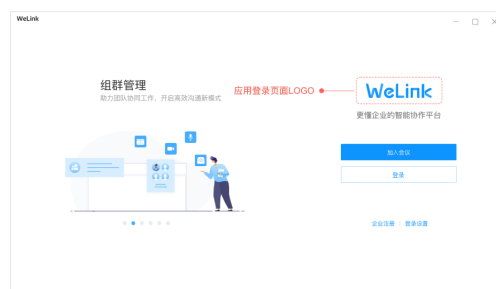 WeLink
组群管理
助力团队协同工作，开启高效沟通新模式
应用登录页面LOGO
WeLink
更懂企业的智能协作平台
加入会议
登录
企业注册 | 登录设置